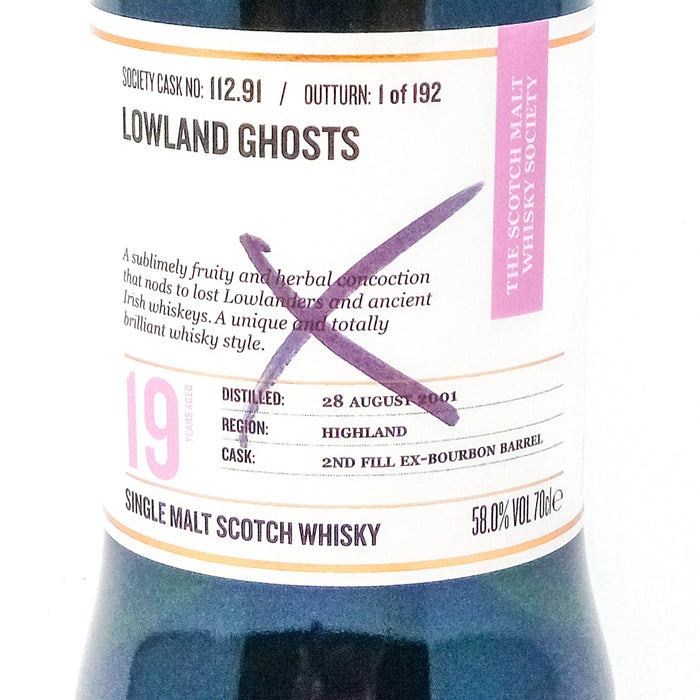 SOCIETY CASK NO: 112.91 / OUTTURN: 1 of 192
LOWLAND GHOSTS
THE SCOTCH MALT
WHISKY SOCIETY
A sublimely fruity and herbal concoction
that nods to lost Lowlanders and ancient
Irish whiskeys. A unique and totally
brilliant whisky style.
19
YEARS AGED
DISTILLED: 28 AUGUST 2001
REGION: HIGHLAND
CASK: 2ND FILL EX-BOURBON BARREL
SINGLE MALT SCOTCH WHISKY
58.0% VOL 70cl℮